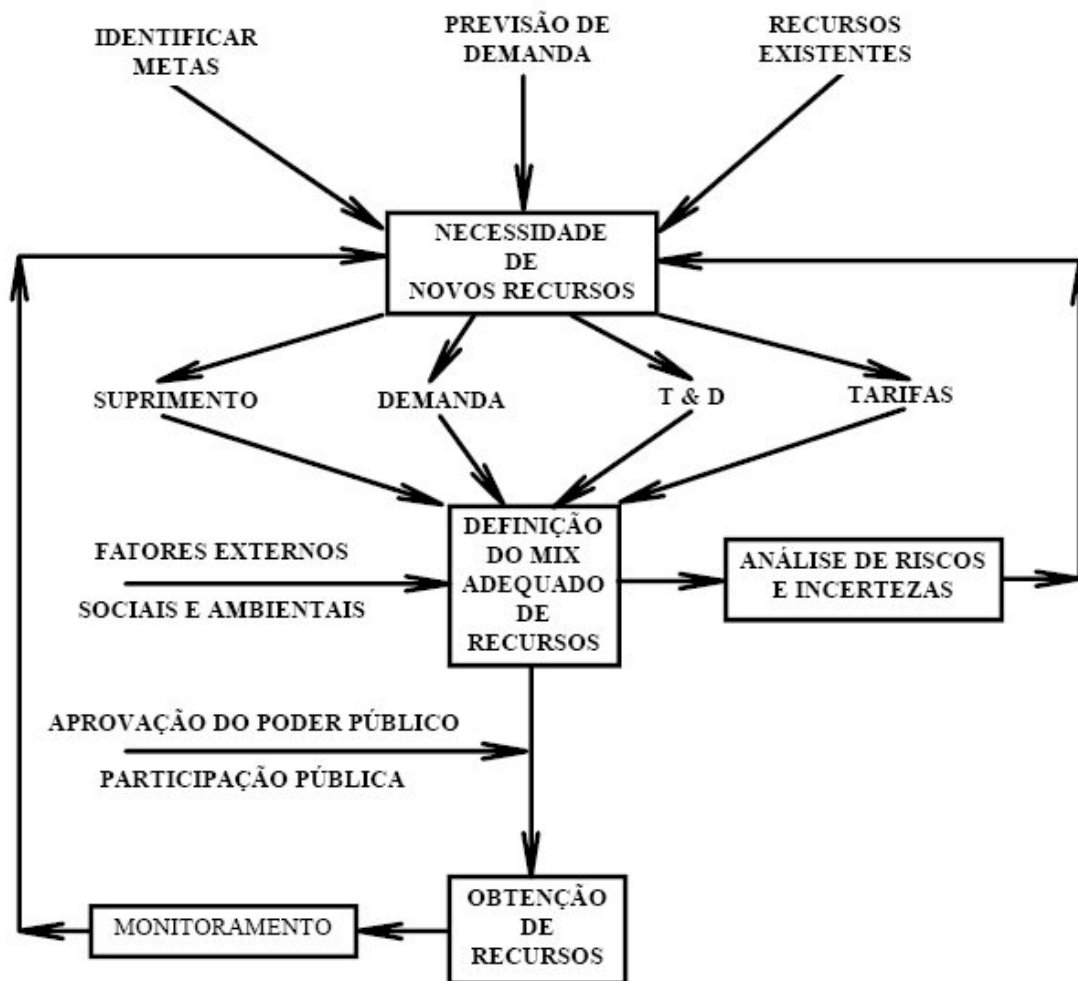 IDENTIFICAR
METAS
PREVISÃO DE
DEMANDA
RECURSOS
EXISTENTES
NECESSIDADE
DE
NOVOS RECURSOS
SUPRIMENTO
DEMANDA
T & D
TARIFAS
DEFINIÇÃO
DO MIX
ADEQUADO
DE
RECURSOS
FATORES EXTERNOS
SOCIAIS E AMBIENTAIS
ANÁLISE DE RISCOS
E INCERTEZAS
APROVAÇÃO DO PODER PÚBLICO
PARTICIPAÇÃO PÚBLICA
OBTENÇÃO
DE
RECURSOS
MONITORAMENTO